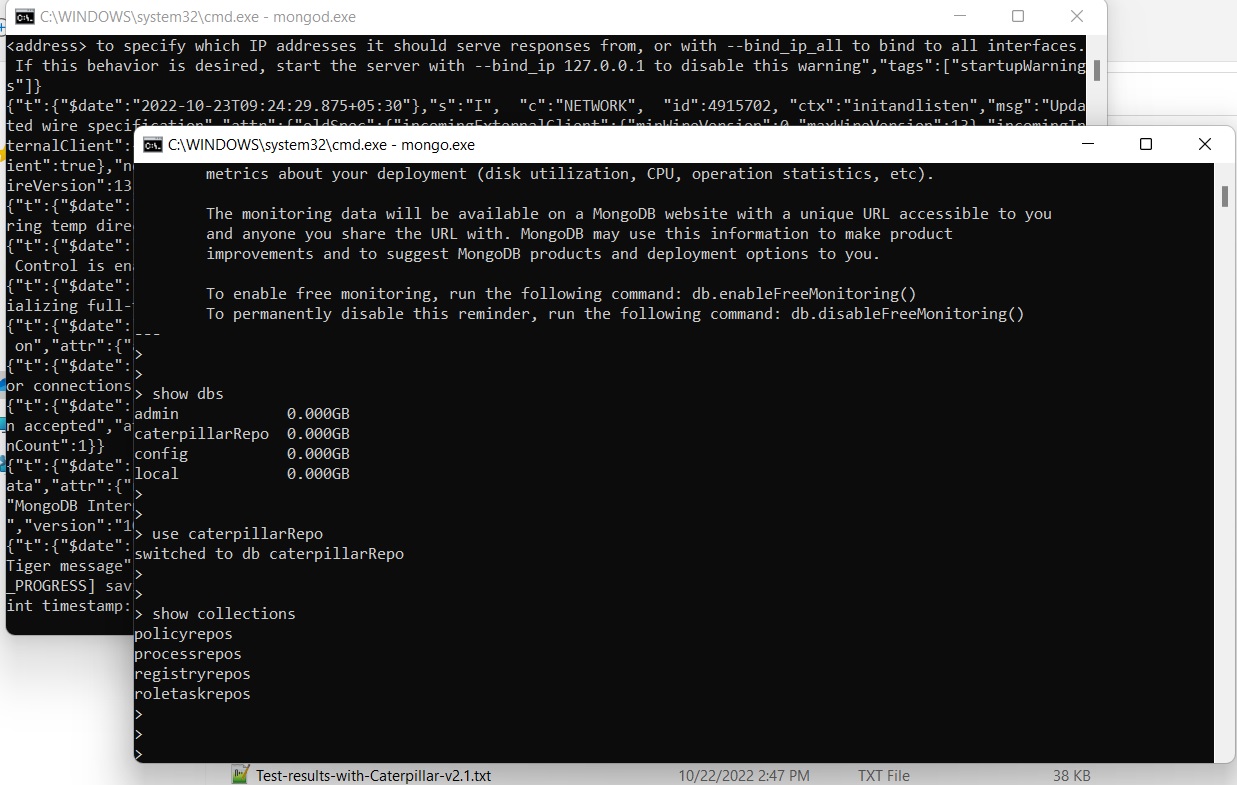 C:\WINDOWS\system32\cmd.exe - mongod.exe
<address> to specify which IP addresses it should serve responses from, or with --bind_ip_all to bind to all interfaces.
If this behavior is desired, start the server with --bind_ip 127.0.0.1 to disable this warning","tags":["startupWarning
s"]}
{"t":{"$date":"2022-10-23T09:24:29.875+05:30"},"s":"I",  "c":"NETWORK",  "id":4915702, "ctx":"initandlisten","msg":"Upda
ted wire specification","attr":{"oldSpec":{"incomingExternalClient":{"minWireVersion":0,"maxWireVersion":13},"incomingIn
ternalClient":
ient":true},"n
ireVersion":13
{"t":{"$date":
ring temp dire
{"t":{"$date":
Control is en
{"t":{"$date":
ializing full-
{"t":{"$date":
on","attr":{"
{"t":{"$date":
or connections
{"t":{"$date":
n accepted","a
nCount":1}}
{"t":{"$date":
ata","attr":{"
"MongoDB Inter
","version":"1
{"t":{"$date":
Tiger message"
_PROGRESS] sav
int timestamp:
C:\WINDOWS\system32\cmd.exe - mongo.exe
metrics about your deployment (disk utilization, CPU, operation statistics, etc).
The monitoring data will be available on a MongoDB website with a unique URL accessible to you
and anyone you share the URL with. MongoDB may use this information to make product
improvements and to suggest MongoDB products and deployment options to you.
To enable free monitoring, run the following command: db.enableFreeMonitoring()
To permanently disable this reminder, run the following command: db.disableFreeMonitoring()
---
>
>
> show dbs
admin            0.000GB
caterpillarRepo  0.000GB
config           0.000GB
local            0.000GB
>
>
> use caterpillarRepo
switched to db caterpillarRepo
>
>
> show collections
policyrepos
processrepos
registryrepos
roletaskrepos
>
>
>
Test-results-with-Caterpillar-v2.1.txt 10/22/2022 2:47 PM TXT File 38 KB